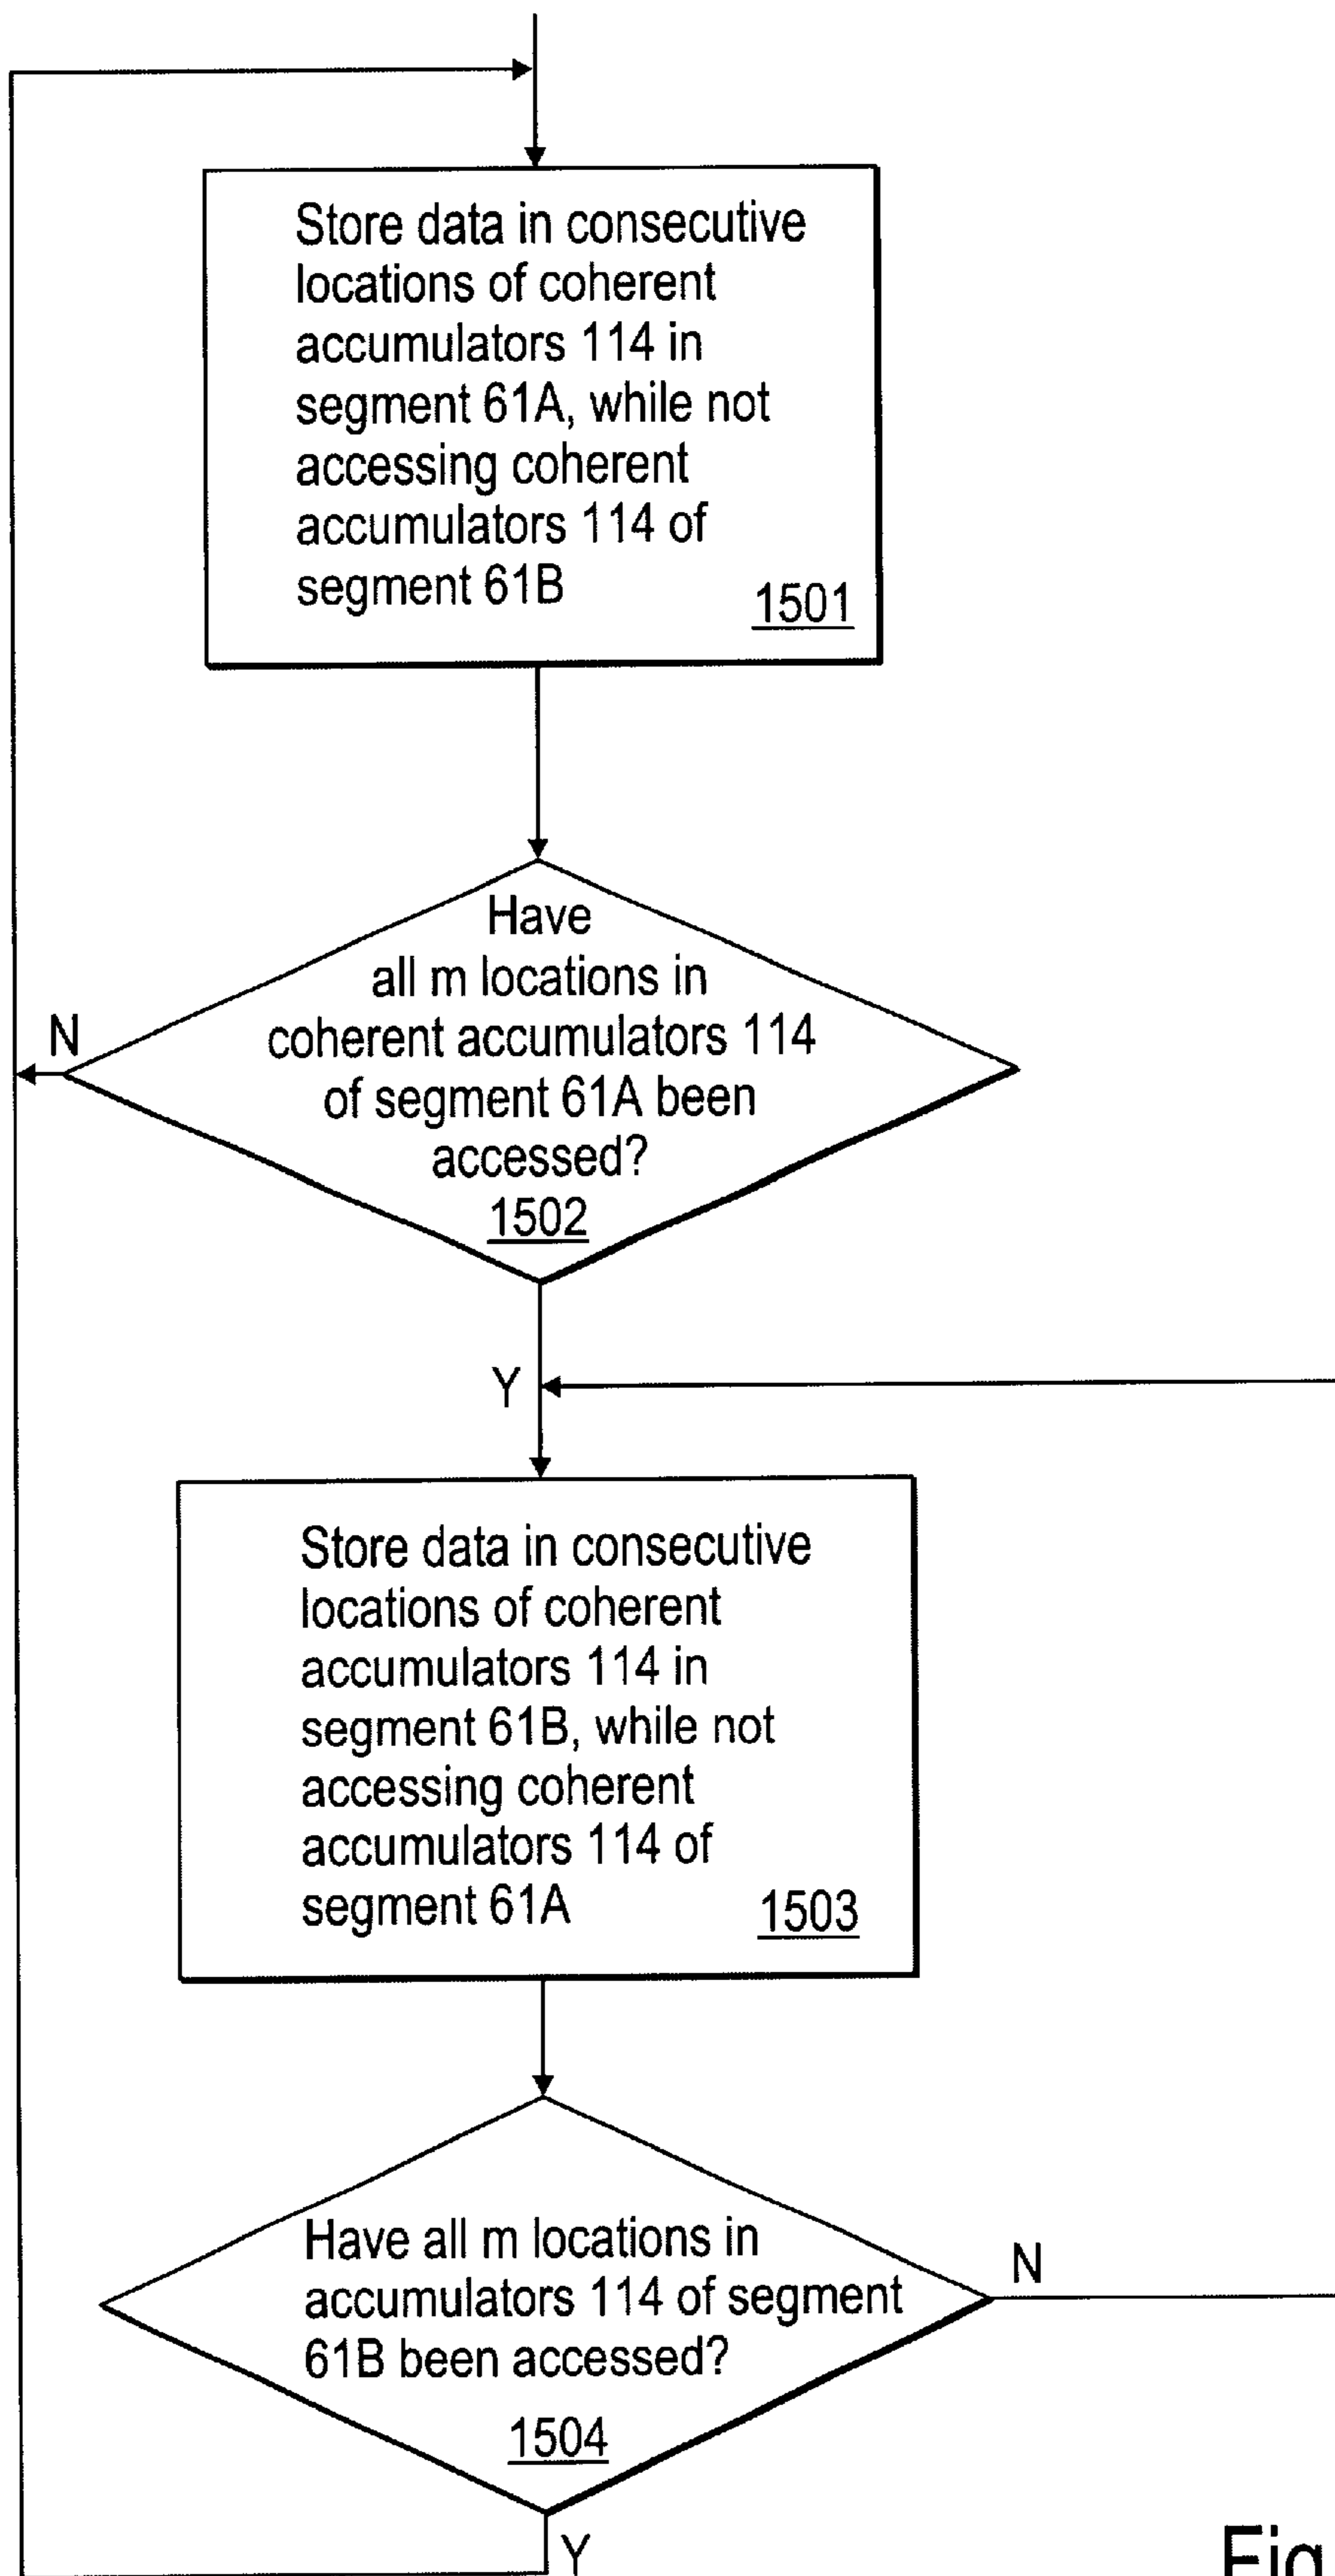 Store data in consecutive
locations of coherent
accumulators 114 in
segment 61A, while not
accessing coherent
accumulators 114 of
segment 61B
1501
Have
all m locations in
coherent accumulators 114
of segment 61A been
accessed?
1502
N
Y
Store data in consecutive
locations of coherent
accumulators 114 in
segment 61B, while not
accessing coherent
accumulators 114 of
segment 61A
1503
Have all m locations in
accumulators 114 of segment
61B been accessed?
1504
N
Y
Fig